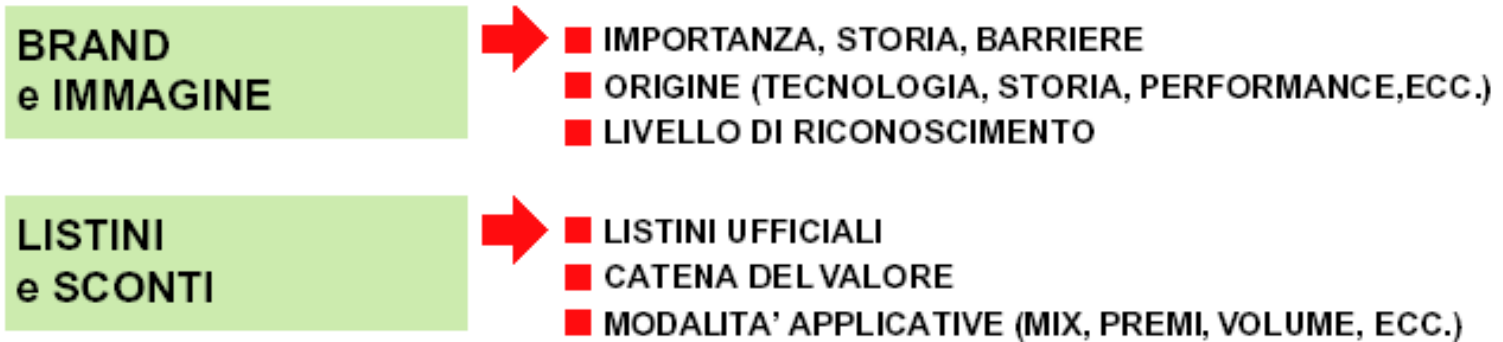 BRAND
e IMMAGINE
IMPORTANZA, STORIA, BARRIERE
ORIGINE (TECNOLOGIA, STORIA, PERFORMANCE,ECC.)
LIVELLO DI RICONOSCIMENTO
LISTINI
e SCONTI
LISTINI UFFICIALI
CATENA DEL VALORE
MODALITA' APPLICATIVE (MIX, PREMI, VOLUME, ECC.)